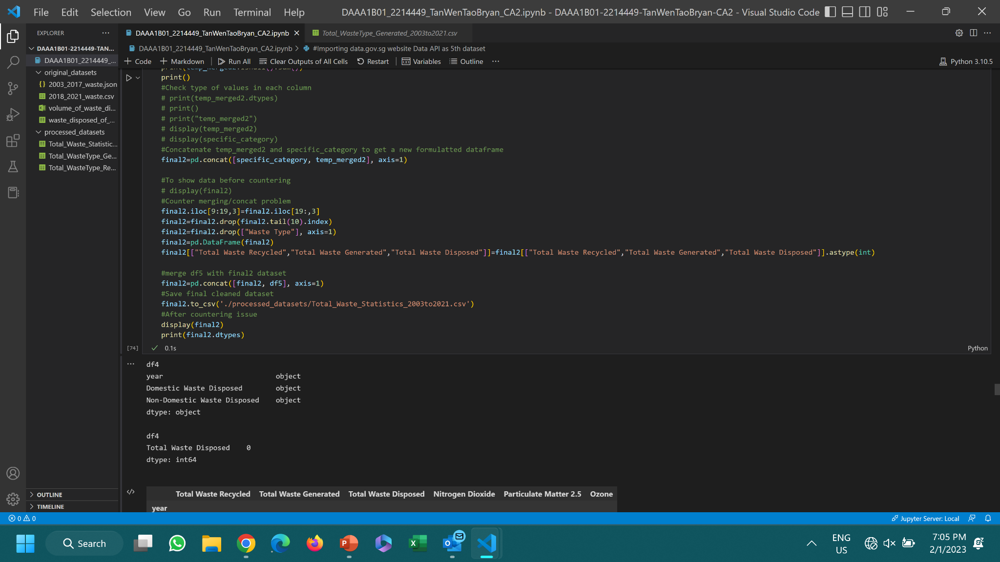 File Edit Selection View Go Run Terminal Help DAAA1B01_2214449_TanWenTaoBryan_CA2.ipynb - DAAA1B01-2214449-TanWenTaoBryan-CA2 - Visual Studio Code
EXPLORER
DAAA1B01_2214449_TanWenTaoBryan_CA2.ipynb
Total_WasteType_Generated_2003to2021.csv
DAAA1B01-2214449-TAN...
DAAA1B01_2214449_TanWenTaoBryan_CA2.ipynb > #Importing data.gov.sg website Data API as 5th dataset
DAAA1B01_2214449_...
+ Code + Markdown Run All Clear Outputs of All Cells Restart Variables Outline ... Python 3.10.5
original_datasets
{} 2003_2017_waste.json
2018_2021_waste.csv
volume_of_waste_di...
waste_disposed_of_...
processed_datasets
Total_Waste_Statistic...
Total_WasteType_Ge...
Total_WasteType_Re...
print(temp_merged2.isnull().sum())
print()
#Check type of values in each column
# print(temp_merged2.dtypes)
# print()
# print("temp_merged2")
# display(temp_merged2)
# display(specific_category)
#Concatenate temp_merged2 and specific_category to get a new formulatted dataframe
final2=pd.concat([specific_category, temp_merged2], axis=1)
#To show data before countering
# display(final2)
#Counter merging/concat problem
final2.iloc[9:19,3]=final2.iloc[19:,3]
final2=final2.drop(final2.tail(10).index)
final2=final2.drop(["Waste Type"], axis=1)
final2=pd.DataFrame(final2)
final2[["Total Waste Recycled","Total Waste Generated","Total Waste Disposed"]]=final2[["Total Waste Recycled","Total Waste Generated","Total Waste Disposed"]].astype(int)
#merge df5 with final2 dataset
final2=pd.concat([final2, df5], axis=1)
#Save final cleaned dataset
final2.to_csv('./processed_datasets/Total_Waste_Statistics_2003to2021.csv')
#After countering issue
display(final2)
print(final2.dtypes)
[74] 0.1s Python
df4
year object
Domestic Waste Disposed object
Non-Domestic Waste Disposed object
dtype: object
df4
Total Waste Disposed 0
dtype: int64
Total Waste Recycled Total Waste Generated Total Waste Disposed Nitrogen Dioxide Particulate Matter 2.5 Ozone
year
OUTLINE
TIMELINE
0 0 Jupyter Server: Local
Search
ENG
US
7:05 PM
2/1/2023